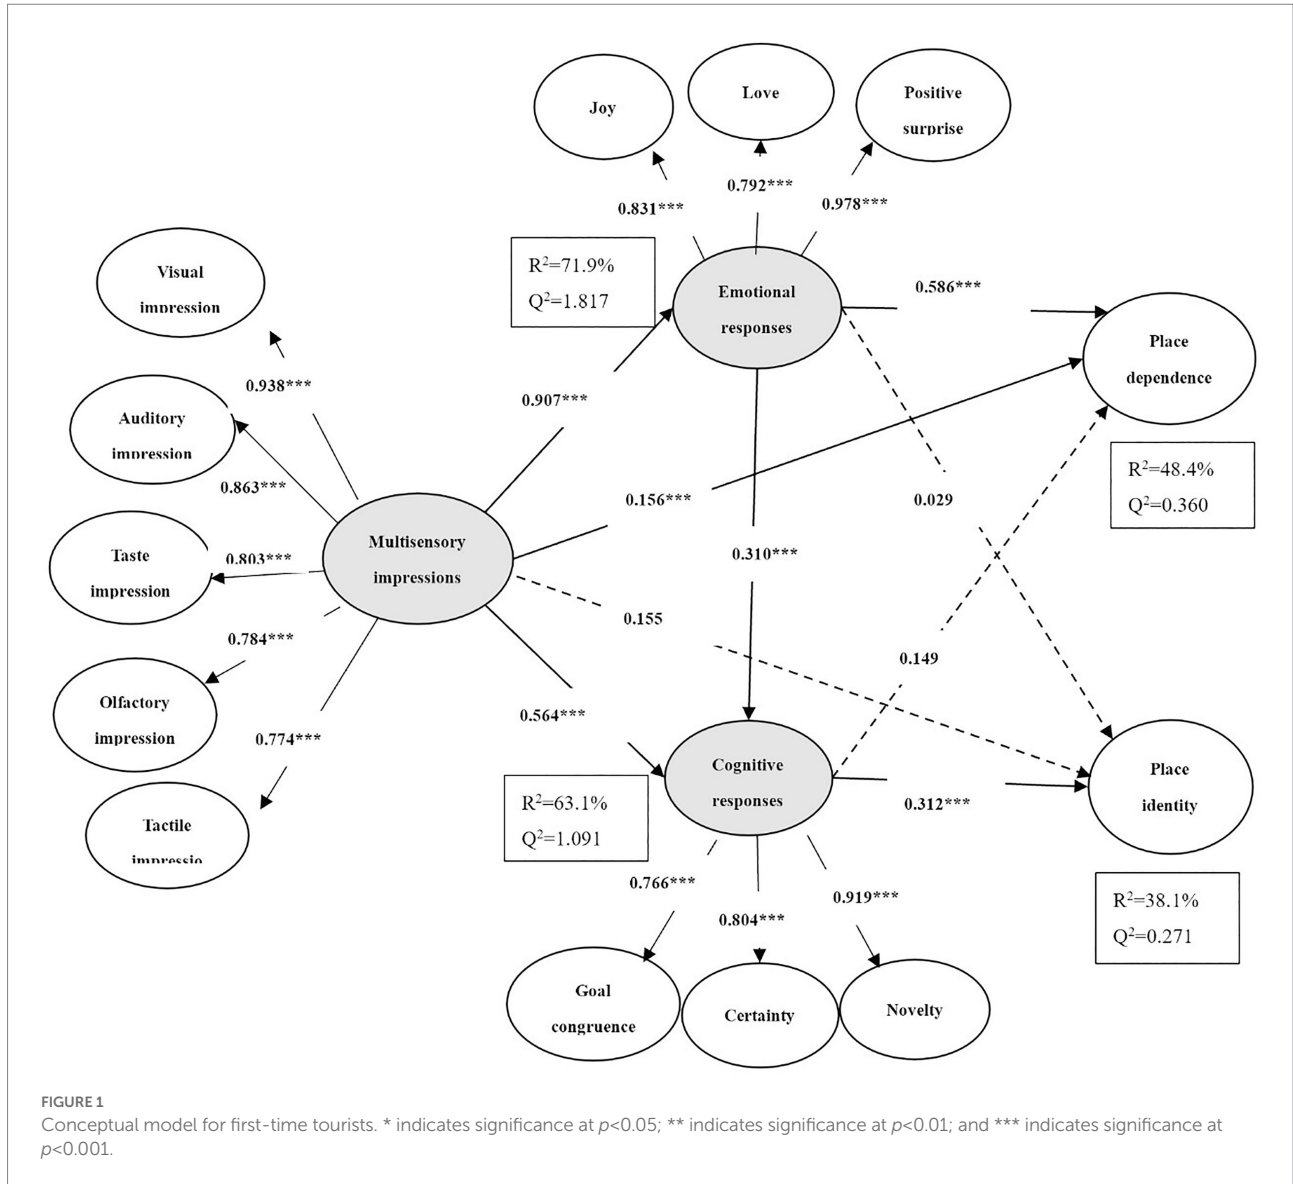 Joy
Love
Positive
surprise
0.831***
0.792***
0.978***
R²=71.9%
Q²=1.817
Emotional
responses
0.586***
Visual
impression
0.938***
Auditory
impression
0.863***
Taste
impression
0.803***
0.784***
Olfactory
impression
0.774***
Tactile
impressio
Multisensory
impressions
0.907***
0.156***
0.155
0.564***
0.310***
0.029
0.149
Place
dependence
R²=48.4%
Q²=0.360
Cognitive
responses
R²=63.1%
Q²=1.091
0.312***
Place
identity
R²=38.1%
Q²=0.271
0.766***
0.804***
0.919***
Goal
congruence
Certainty
Novelty
FIGURE 1
Conceptual model for first-time tourists. * indicates significance at p<0.05; ** indicates significance at p<0.01; and *** indicates significance at
p<0.001.